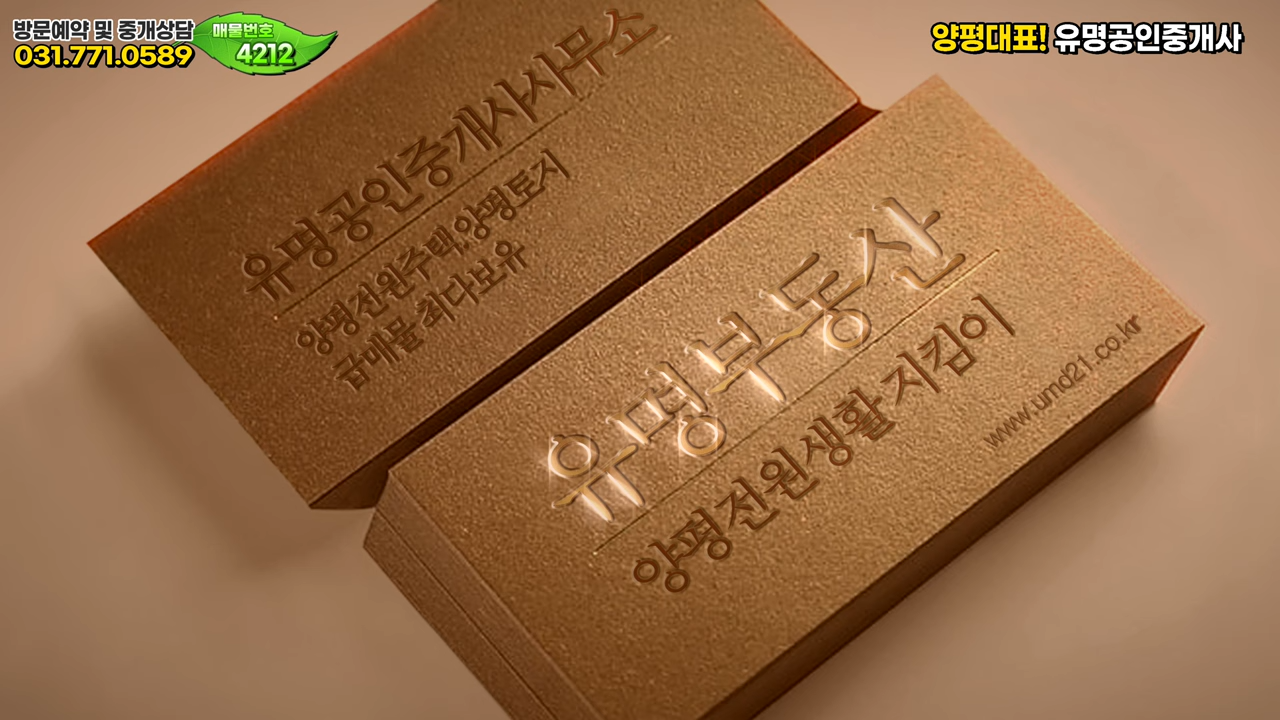 방문예약 및 중개상담
031.771.0589
매물번호
4212
양평대표! 유명공인중개사
유명공인중개사사무소
양평전원주택,양평토지
급매물 최다보유
유명부동산
양평전원생활 지킴이
www.umd21.co.kr